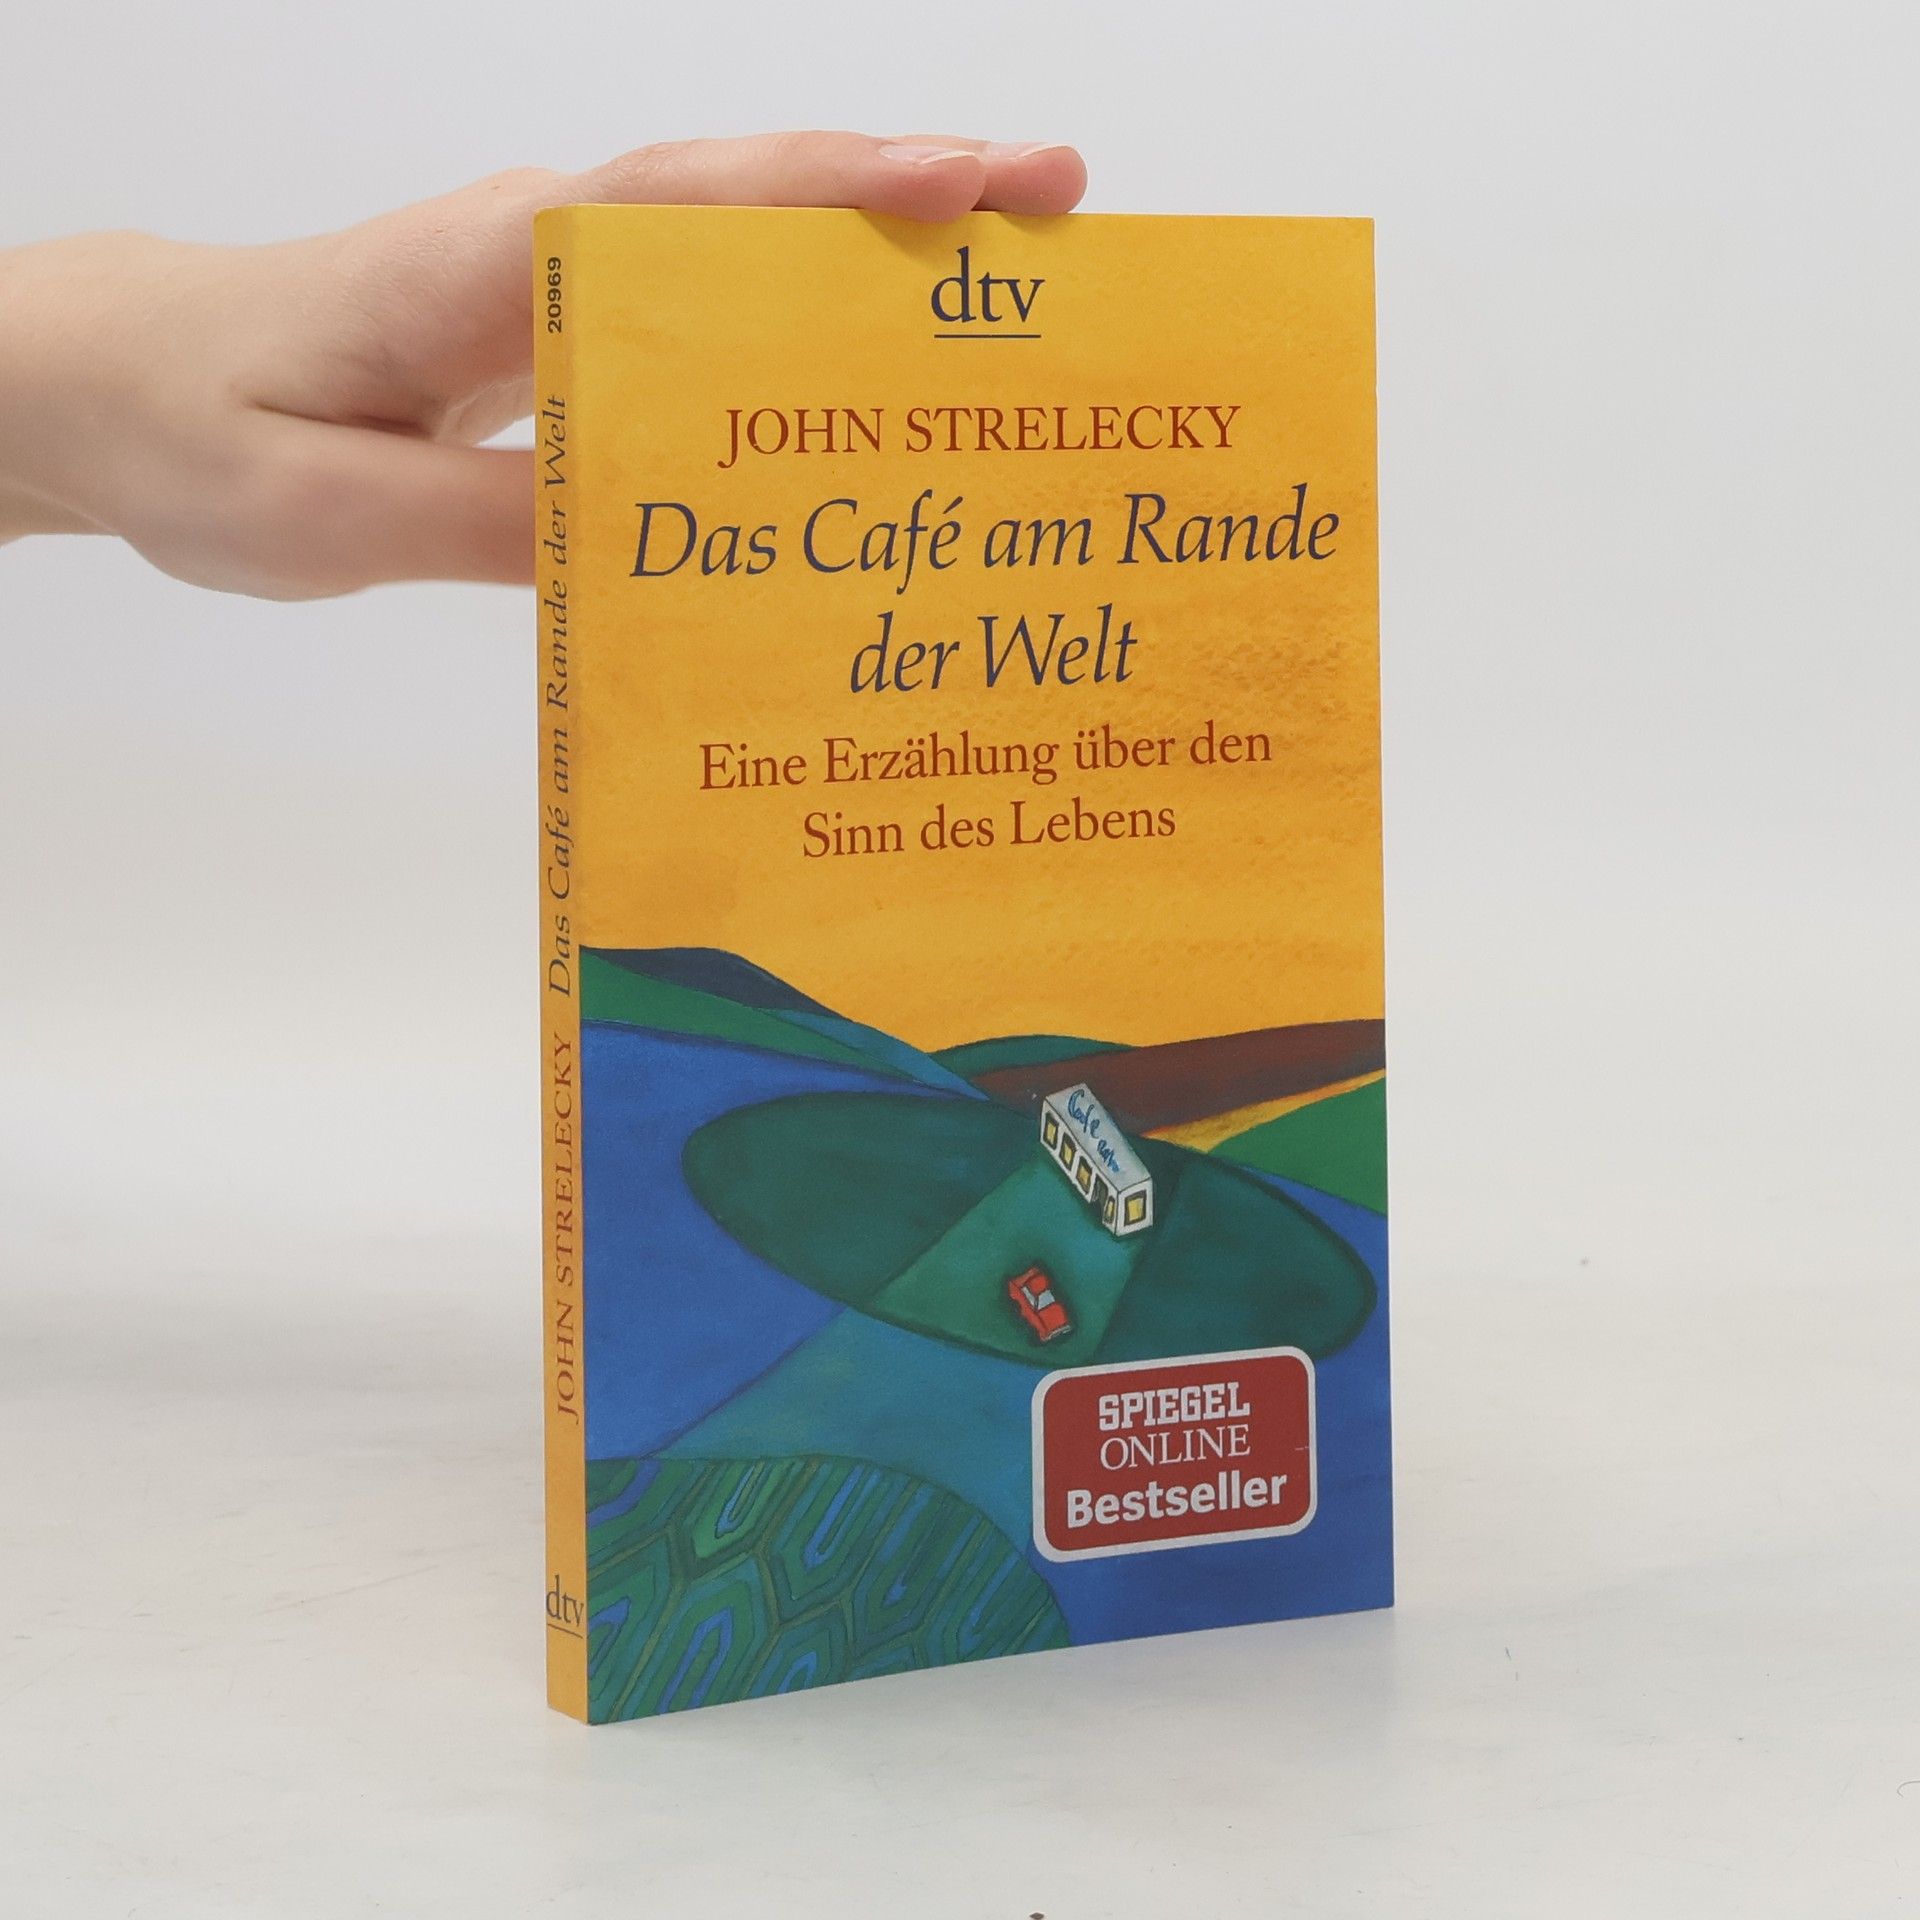 dtv
JOHN STRELECKY
Das Café am Rande
der Welt
Eine Erzählung über den
Sinn des Lebens
Café
SPIEGEL
ONLINE
Bestseller
20969
JOHN STRELECKY Das Café am Rande der Welt
dtv